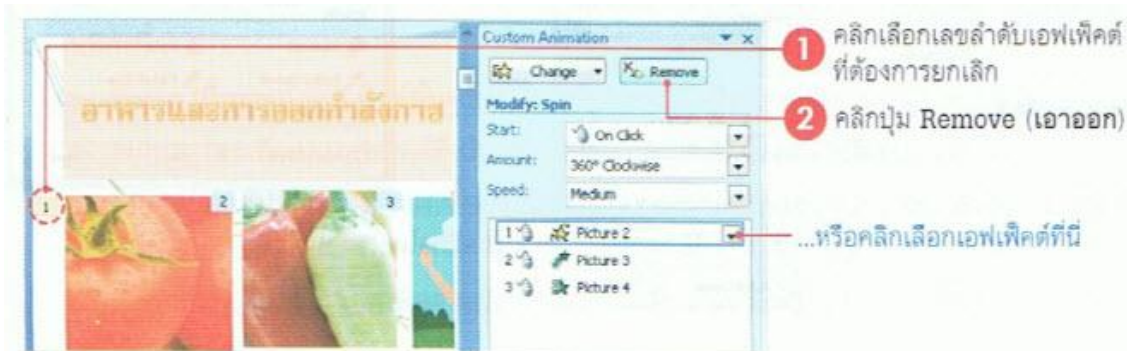 Custom Animation
Change
Remove
Modify: Spin
Start:
On Click
Amount:
360° Clockwise
Speed:
Medium
1 Picture 2
2 Picture 3
3 Picture 4
อาหารและการออกกำลังกาย
1
2
3
1 คลิกเลือกเลขลำดับเอฟเฟ็คต์
ที่ต้องการยกเลิก
2 คลิกปุ่ม Remove (เอาออก)
...หรือคลิกเลือกเอฟเฟ็คต์ที่นี่